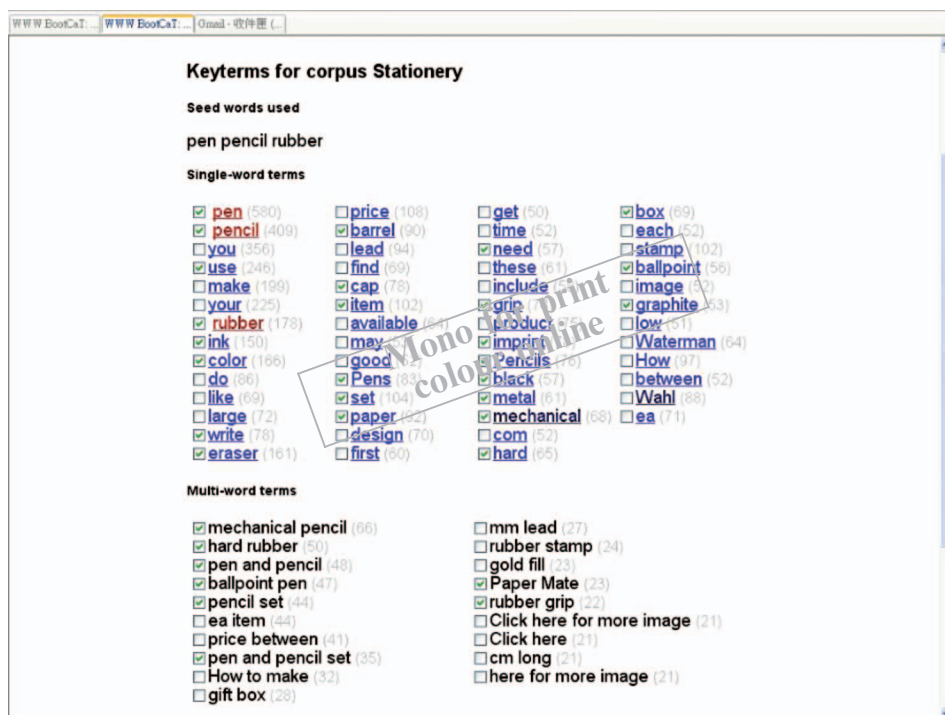 WWW BootCaT: ...
WWW BootCaT: ...
Gmail - 收件匣 (...
Keyterms for corpus Stationery
Seed words used
pen pencil rubber
Single-word terms
pen (580)
pencil (409)
you (356)
use (246)
make (199)
your (225)
rubber (178)
ink (150)
color (166)
do (86)
like (69)
large (72)
write (78)
eraser (161)
price (108)
barrel (90)
lead (94)
find (69)
cap (78)
item (102)
available
may
good
Pens (83)
set (104)
paper (92)
design (70)
first (60)
get (50)
time (52)
need (57)
these (61)
include
grip
product
imprint
Pencils (76)
black (57)
metal (61)
mechanical (68)
com (52)
hard (65)
box (69)
each (52)
stamp (102)
ballpoint (56)
image (52)
graphite (53)
low (51)
Waterman (64)
How (97)
between (52)
Wahl (88)
ea (71)
Mono for print
colour online
Multi-word terms
mechanical pencil (66)
hard rubber (50)
pen and pencil (48)
ballpoint pen (47)
pencil set (44)
ea item (44)
price between (41)
pen and pencil set (35)
How to make (32)
gift box (28)
mm lead (27)
rubber stamp (24)
gold fill (23)
Paper Mate (23)
rubber grip (22)
Click here for more image (21)
Click here (21)
cm long (21)
here for more image (21)